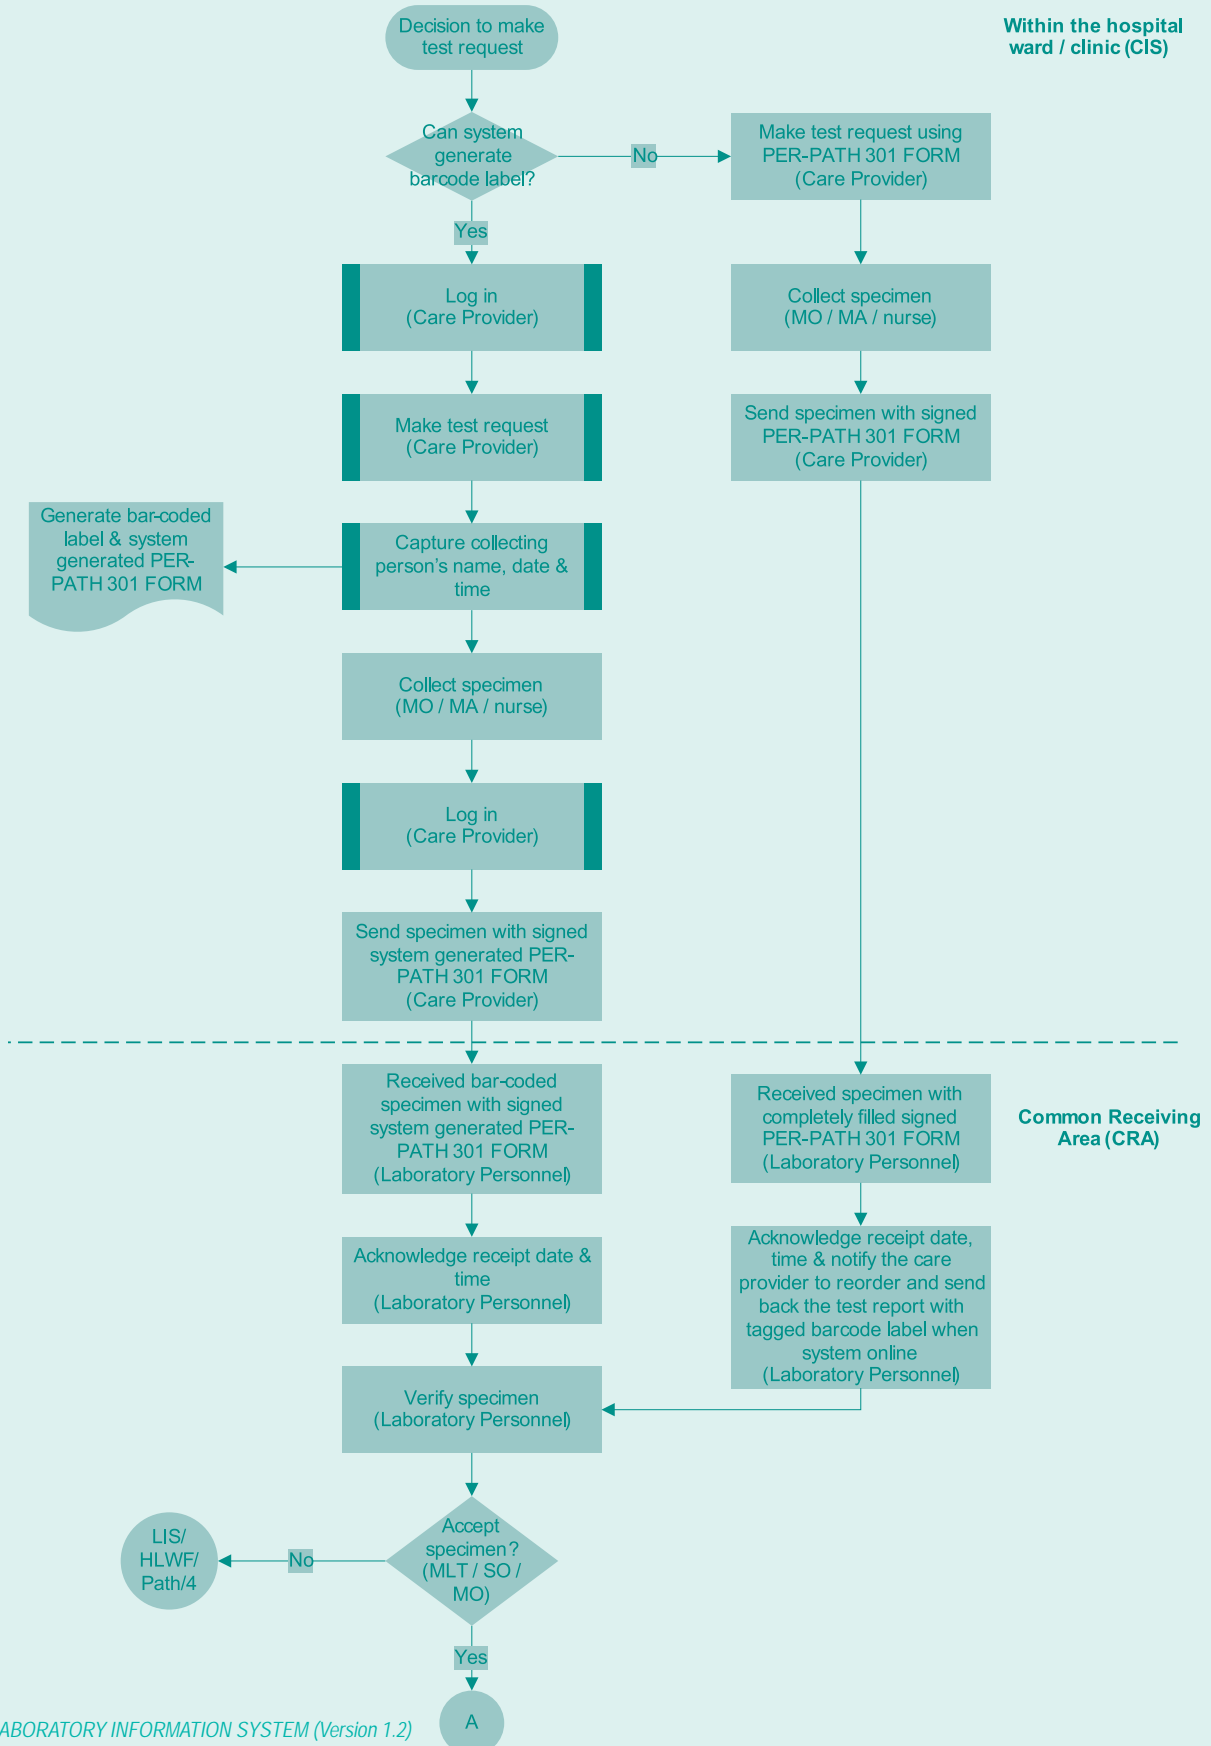 Decision to make
test request
Within the hospital
ward / clinic (CIS)
Can system
generate
barcode label?
No
Make test request using
PER-PATH 301 FORM
(Care Provider)
Yes
Log in
(Care Provider)
Collect specimen
(MO / MA / nurse)
Make test request
(Care Provider)
Send specimen with signed
PER-PATH 301 FORM
(Care Provider)
Generate bar-coded
label & system
generated PER-
PATH 301 FORM
Capture collecting
person's name, date &
time
Collect specimen
(MO / MA / nurse)
Log in
(Care Provider)
Send specimen with signed
system generated PER-
PATH 301 FORM
(Care Provider)
Received bar-coded
specimen with signed
system generated PER-
PATH 301 FORM
(Laboratory Personnel)
Received specimen with
completely filled signed
PER-PATH 301 FORM
(Laboratory Personnel)
Common Receiving
Area (CRA)
Acknowledge receipt date &
time
(Laboratory Personnel)
Acknowledge receipt date,
time & notify the care
provider to reorder and send
back the test report with
tagged barcode label when
system online
(Laboratory Personnel)
Verify specimen
(Laboratory Personnel)
Accept
specimen?
(MLT / SO /
MO)
No
LIS/
HLWF/
Path/4
Yes
A
ABORATORY INFORMATION SYSTEM (Version 1.2)